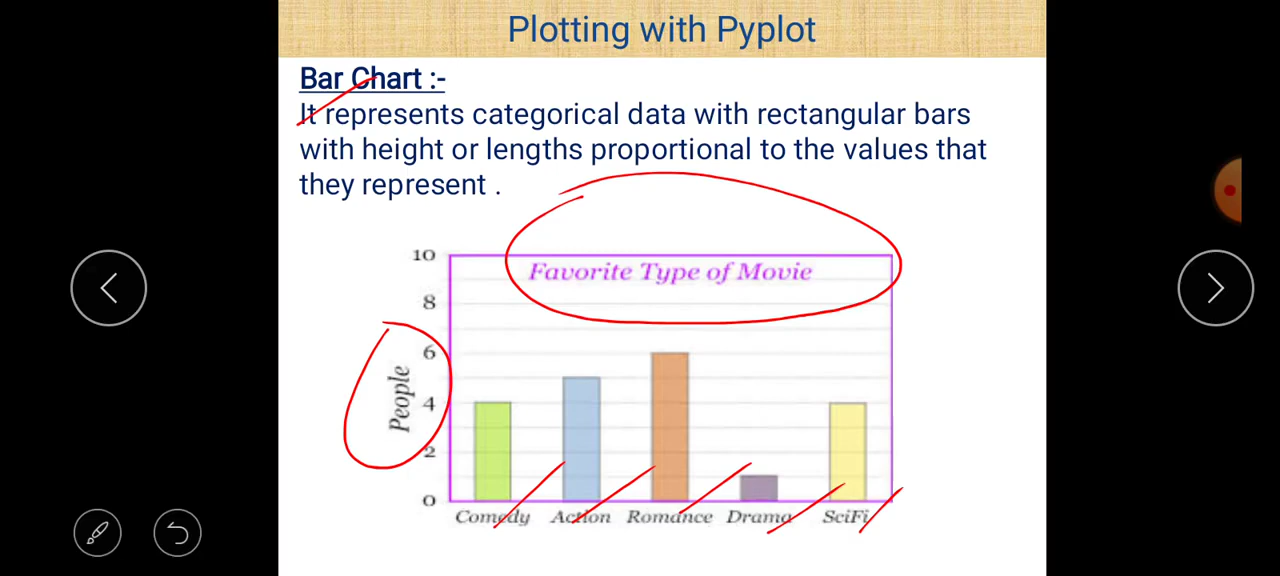 Plotting with Pyplot
Bar Chart :-
It represents categorical data with rectangular bars
with height or lengths proportional to the values that
they represent .
Favorite Type of Movie
People
10
8
6
4
2
0
Comedy Action Romance Drama SciFi